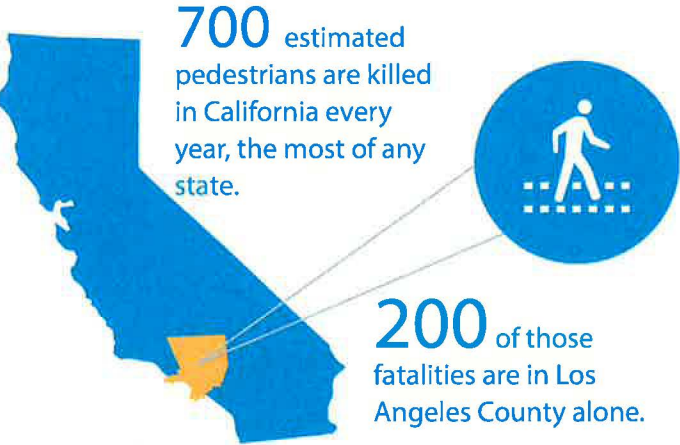 700 estimated
pedestrians are killed
in California every
year, the most of any
state.
200 of those
fatalities are in Los
Angeles County alone.